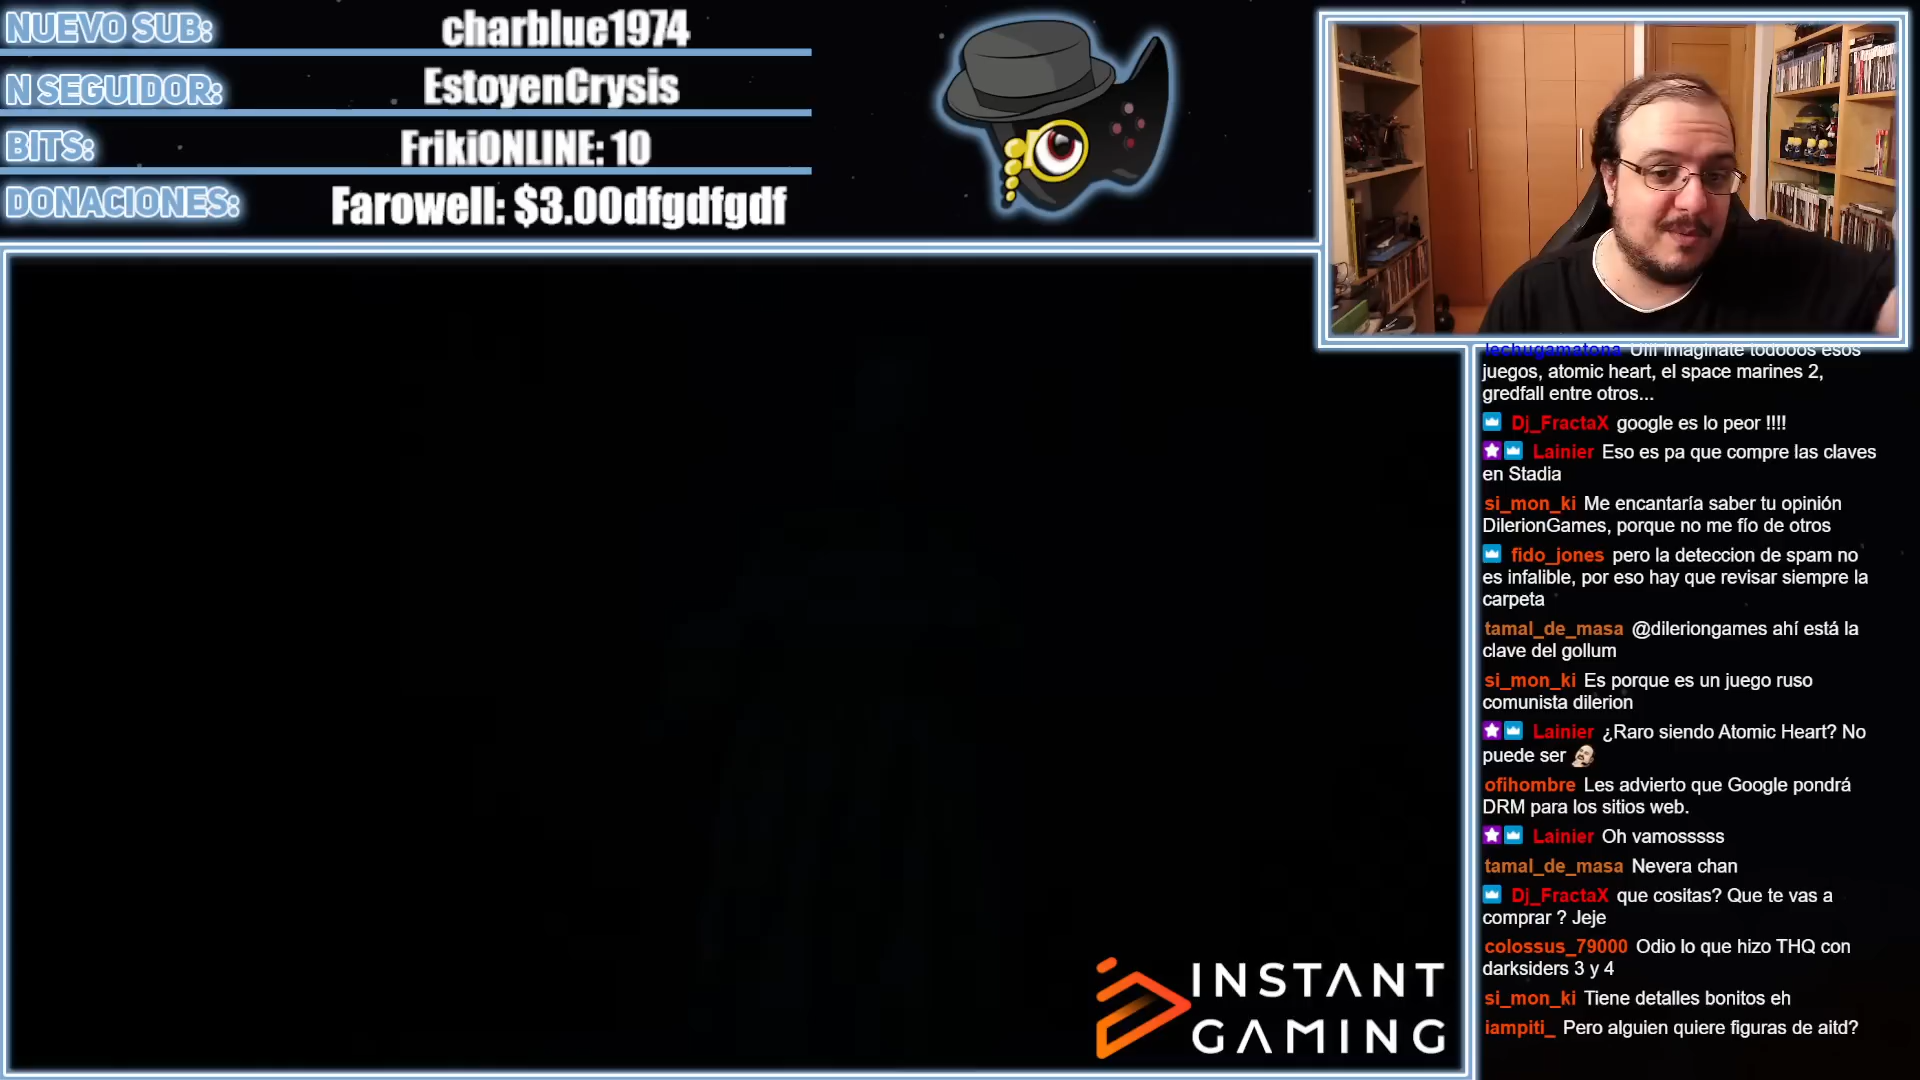 NUEVO SUB: charblue1974
N SEGUIDOR: EstoyenCrysis
BITS: FrikiONLINE: 10
DONACIONES: Farowell: $3.00dfgdfgdf
lechugamatona Uiii imaginate todooos esos
juegos, atomic heart, el space marines 2,
gredfall entre otros...
Dj_FractaX google es lo peor !!!!
Lainier Eso es pa que compre las claves
en Stadia
si_mon_ki Me encantaría saber tu opinión
DilerionGames, porque no me fío de otros
fido_jones pero la deteccion de spam no
es infalible, por eso hay que revisar siempre la
carpeta
tamal_de_masa @dileriongames ahí está la
clave del gollum
si_mon_ki Es porque es un juego ruso
comunista dilerion
Lainier ¿Raro siendo Atomic Heart? No
puede ser
ofihombre Les advierto que Google pondrá
DRM para los sitios web.
Lainier Oh vamosssss
tamal_de_masa Nevera chan
Dj_FractaX que cositas? Que te vas a
comprar ? Jeje
colossus_79000 Odio lo que hizo THQ con
darksiders 3 y 4
si_mon_ki Tiene detalles bonitos eh
iampiti_ Pero alguien quiere figuras de aitd?
INSTANT
GAMING